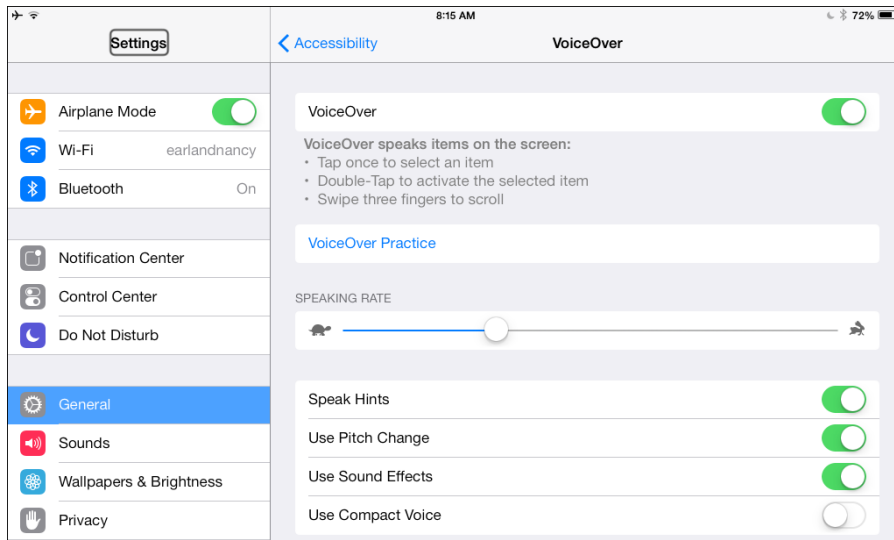 8:15 AM
72%
Settings
Airplane Mode
Wi-Fi earlandnancy
Bluetooth On
Notification Center
Control Center
Do Not Disturb
General
Sounds
Wallpapers & Brightness
Privacy
Accessibility
VoiceOver
VoiceOver
VoiceOver speaks items on the screen:
• Tap once to select an item
• Double-Tap to activate the selected item
• Swipe three fingers to scroll
VoiceOver Practice
SPEAKING RATE
Speak Hints
Use Pitch Change
Use Sound Effects
Use Compact Voice